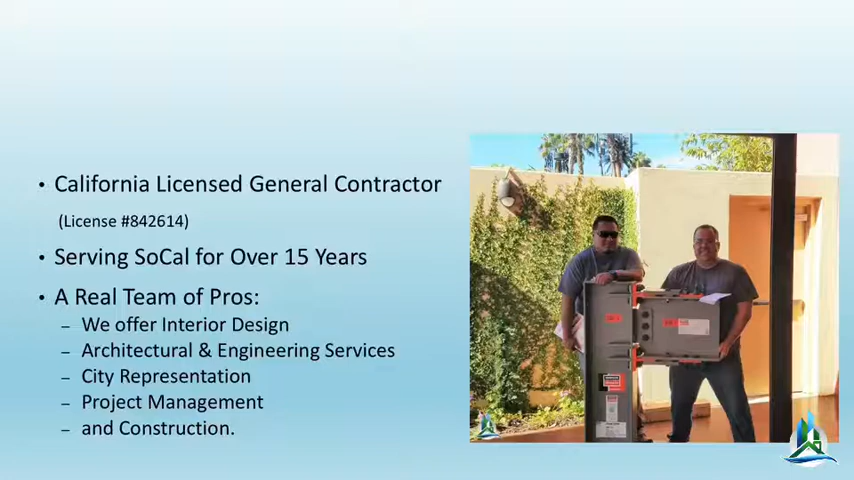 • California Licensed General Contractor
(License #842614)
• Serving SoCal for Over 15 Years
• A Real Team of Pros:
– We offer Interior Design
– Architectural & Engineering Services
– City Representation
– Project Management
– and Construction.